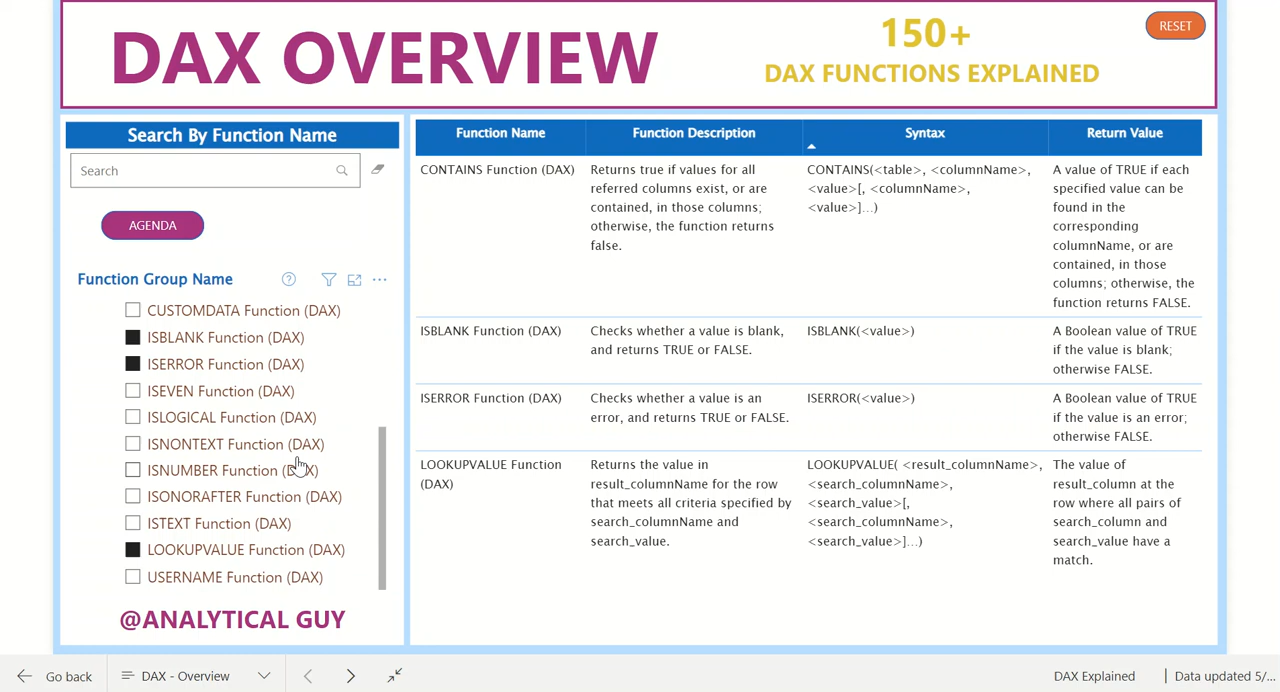 DAX OVERVIEW
150+
DAX FUNCTIONS EXPLAINED
RESET
Search By Function Name
Search
AGENDA
Function Group Name
CUSTOMDATA Function (DAX)
ISBLANK Function (DAX)
ISERROR Function (DAX)
ISEVEN Function (DAX)
ISLOGICAL Function (DAX)
ISNONTEXT Function (DAX)
ISNUMBER Function (DAX)
ISONORAFTER Function (DAX)
ISTEXT Function (DAX)
LOOKUPVALUE Function (DAX)
USERNAME Function (DAX)
@ANALYTICAL GUY
Function Name
Function Description
Syntax
Return Value
CONTAINS Function (DAX)
Returns true if values for all
referred columns exist, or are
contained, in those columns;
otherwise, the function returns
false.
CONTAINS(<table>, <columnName>,
<value>[, <columnName>,
<value>]...)
A value of TRUE if each
specified value can be
found in the
corresponding
columnName, or are
contained, in those
columns; otherwise, the
function returns FALSE.
ISBLANK Function (DAX)
Checks whether a value is blank,
and returns TRUE or FALSE.
ISBLANK(<value>)
A Boolean value of TRUE
if the value is blank;
otherwise FALSE.
ISERROR Function (DAX)
Checks whether a value is an
error, and returns TRUE or FALSE.
ISERROR(<value>)
A Boolean value of TRUE
if the value is an error;
otherwise FALSE.
LOOKUPVALUE Function
(DAX)
Returns the value in
result_columnName for the row
that meets all criteria specified by
search_columnName and
search_value.
LOOKUPVALUE( <result_columnName>,
<search_columnName>,
<search_value>[,
<search_columnName>,
<search_value>]...)
The value of
result_column at the
row where all pairs of
search_column and
search_value have a
match.
Go back
DAX - Overview
DAX Explained
Data updated 5/...